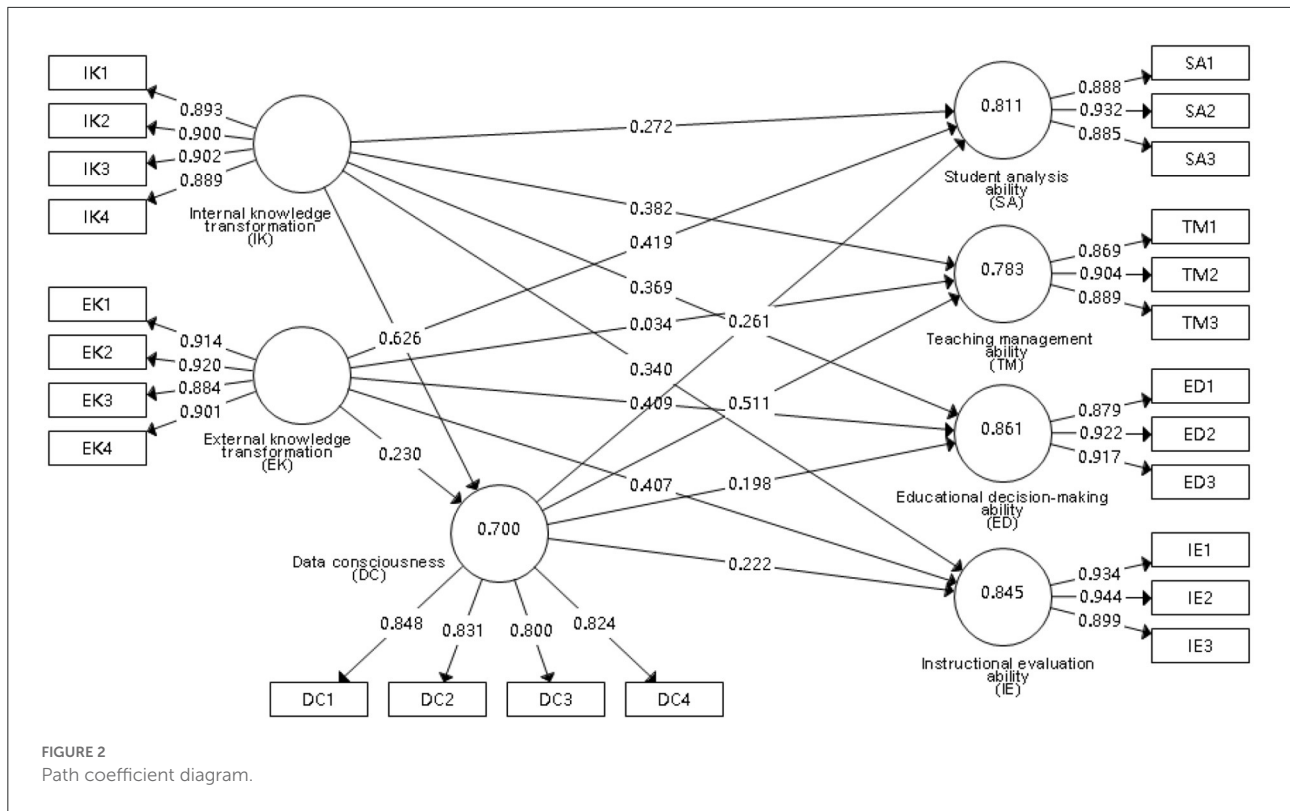 IK1
IK2
IK3
IK4
0.893
0.900
0.902
0.889
Internal knowledge
transformation
(IK)
EK1
EK2
EK3
EK4
0.914
0.920
0.884
0.901
External knowledge
transformation
(EK)
0.272
0.382
0.419
0.369
0.034
0.261
0.626
0.340
0.409
0.511
0.230
0.407
0.198
0.222
0.700
Data consciousness
(DC)
0.848
0.831
0.800
0.824
DC1
DC2
DC3
DC4
0.811
Student analysis
ability
(SA)
0.888
0.932
0.885
SA1
SA2
SA3
0.783
Teaching management
ability
(TM)
0.869
0.904
0.889
TM1
TM2
TM3
0.861
Educational decision-making
ability
(ED)
0.879
0.922
0.917
ED1
ED2
ED3
0.845
Instructional evaluation
ability
(IE)
0.934
0.944
0.899
IE1
IE2
IE3
FIGURE 2
Path coefficient diagram.